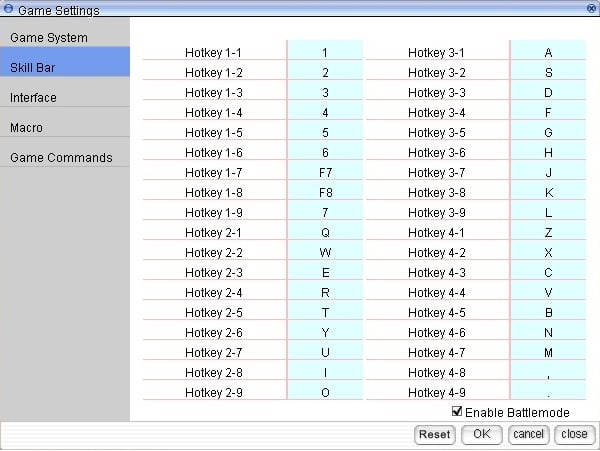 Game Settings
Game System
Skill Bar
Interface
Macro
Game Commands
Hotkey 1-1 1 Hotkey 3-1 A
Hotkey 1-2 2 Hotkey 3-2 S
Hotkey 1-3 3 Hotkey 3-3 D
Hotkey 1-4 4 Hotkey 3-4 F
Hotkey 1-5 5 Hotkey 3-5 G
Hotkey 1-6 6 Hotkey 3-6 H
Hotkey 1-7 F7 Hotkey 3-7 J
Hotkey 1-8 F8 Hotkey 3-8 K
Hotkey 1-9 7 Hotkey 3-9 L
Hotkey 2-1 Q Hotkey 4-1 Z
Hotkey 2-2 W Hotkey 4-2 X
Hotkey 2-3 E Hotkey 4-3 C
Hotkey 2-4 R Hotkey 4-4 V
Hotkey 2-5 T Hotkey 4-5 B
Hotkey 2-6 Y Hotkey 4-6 N
Hotkey 2-7 U Hotkey 4-7 M
Hotkey 2-8 I Hotkey 4-8 ,
Hotkey 2-9 O Hotkey 4-9 .
Enable Battlemode
Reset OK cancel close